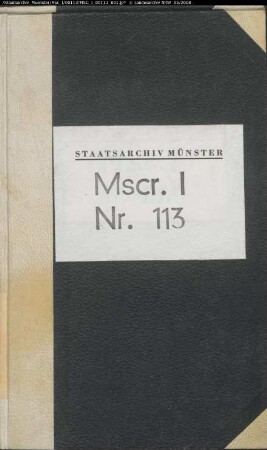 STAATSARCHIV MÜNSTER
Mscr. I
Nr. 113